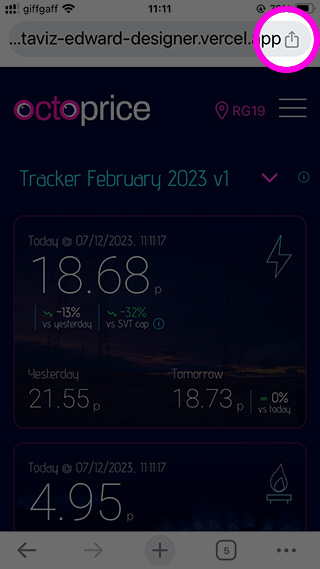 giffgaff 11:11
...taviz-edward-designer.vercel.app
octoprice RG19
Tracker February 2023 v1
Today @ 07/12/2023, 11:11:17
18.68 p
-13% vs yesterday
-32% vs SVT cap
Yesterday
21.55 p
Tomorrow
18.73 p
0% vs today
Today @ 07/12/2023, 11:11:17
4.95 p
5